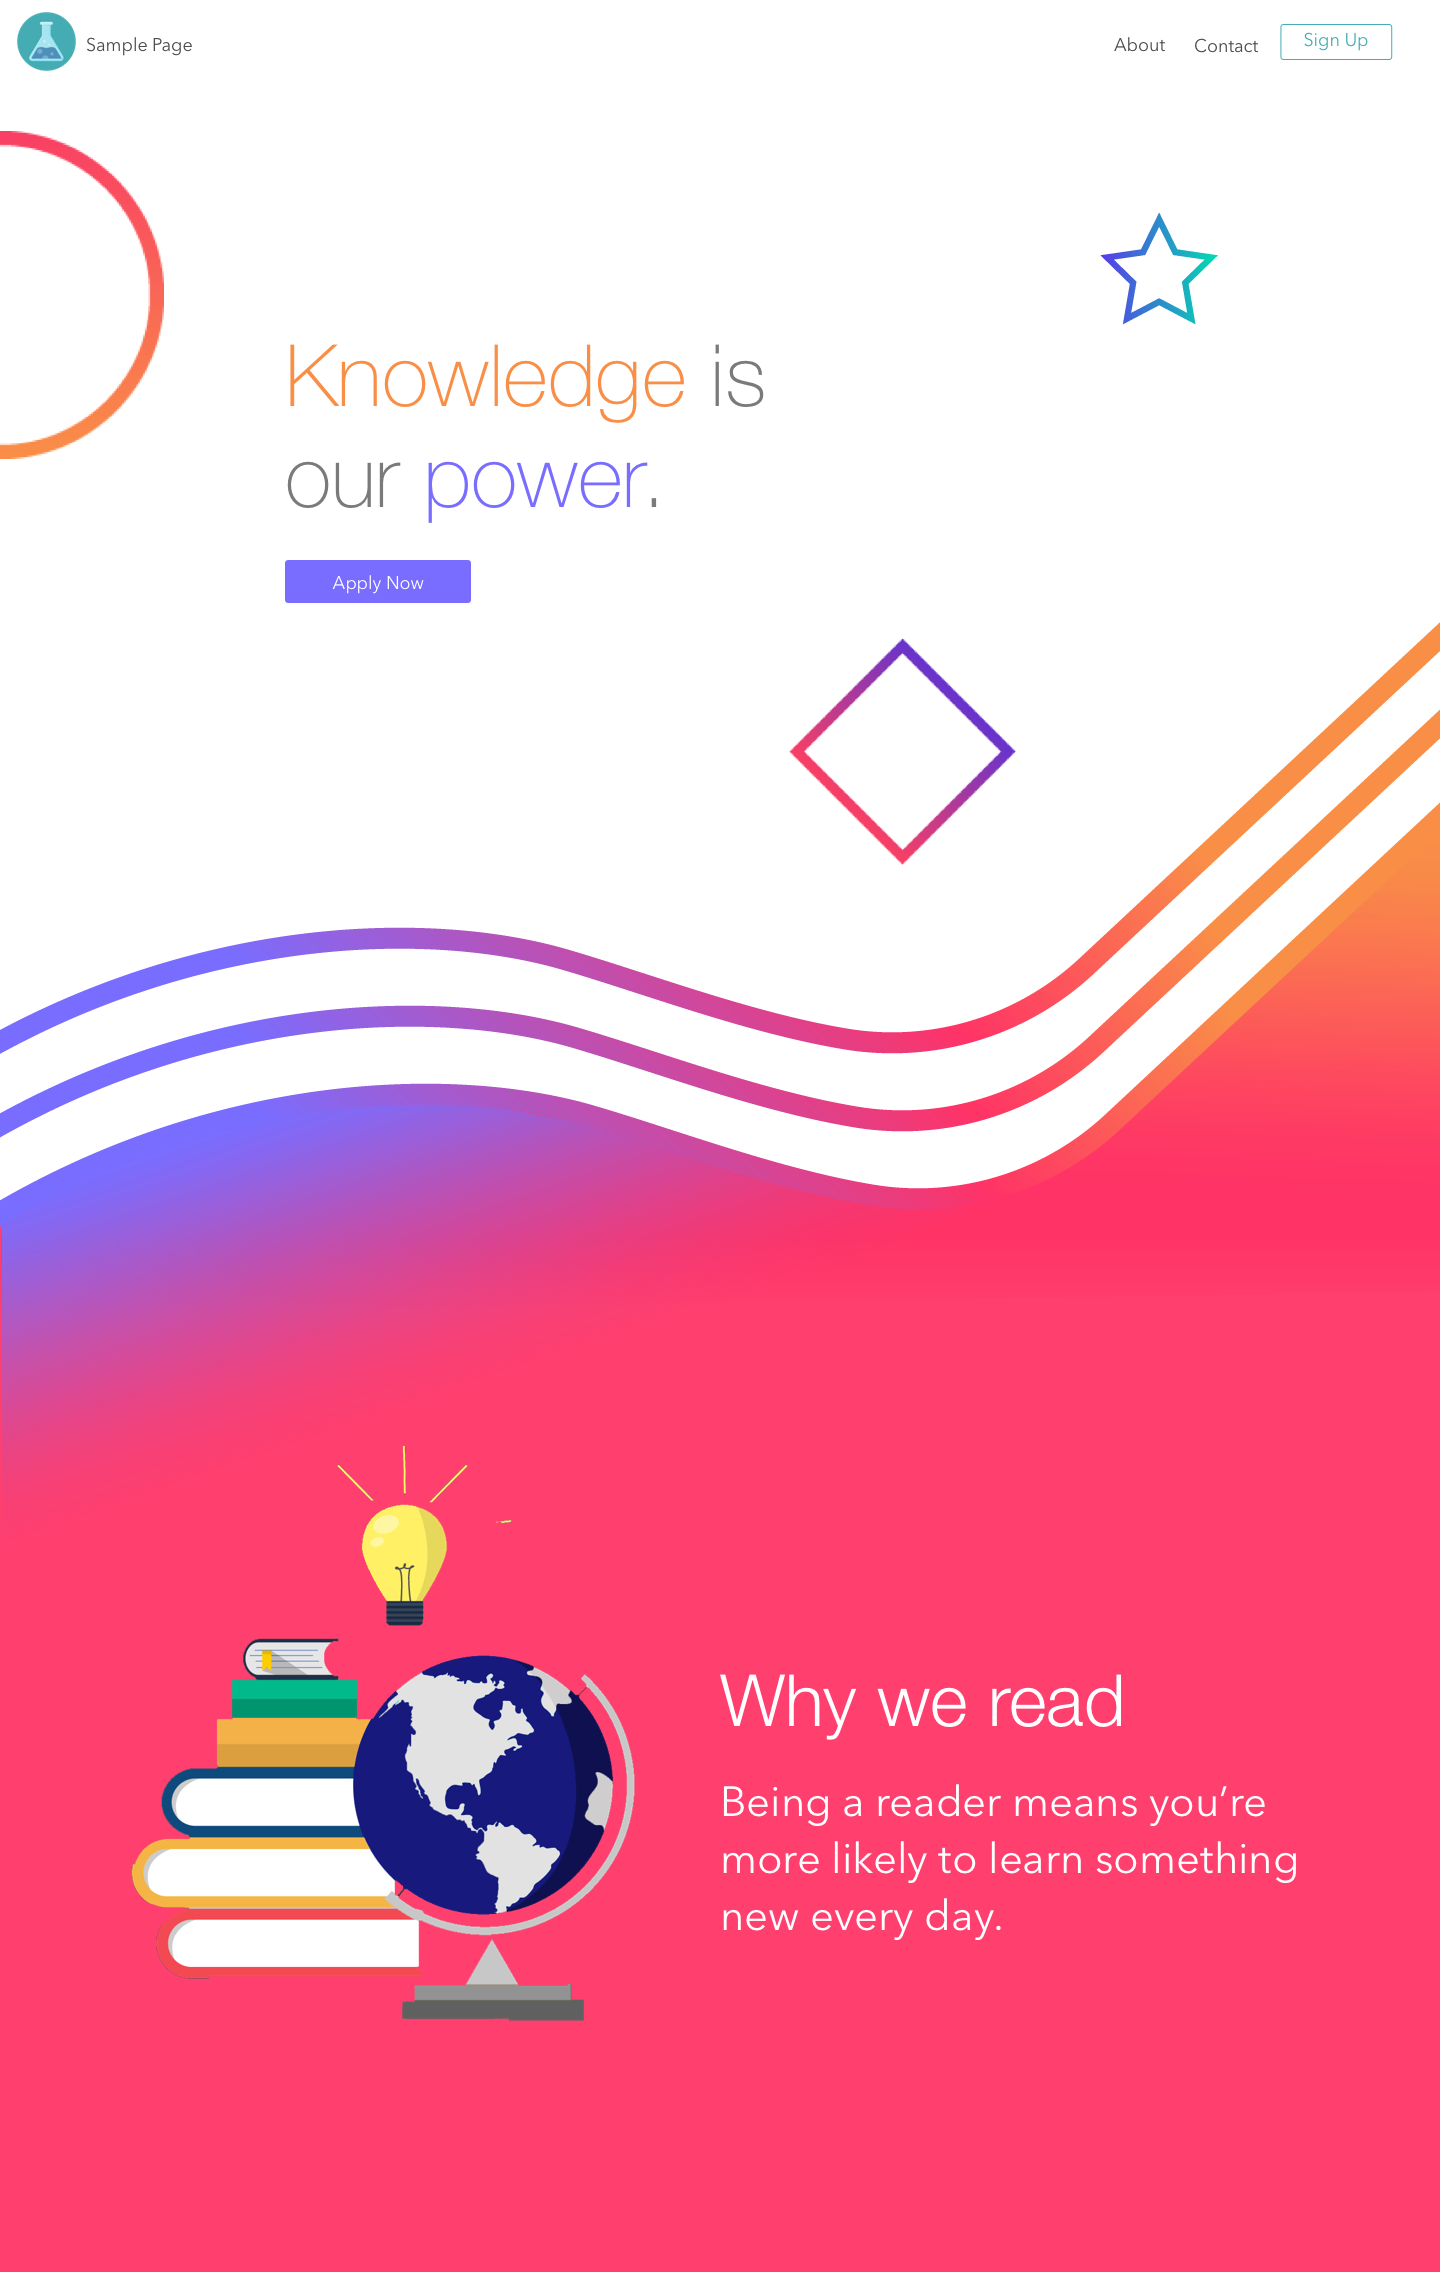 Sample Page
About
Contact
Sign Up
Knowledge is
our power.
Apply Now
Why we read
Being a reader means you’re
more likely to learn something
new every day.